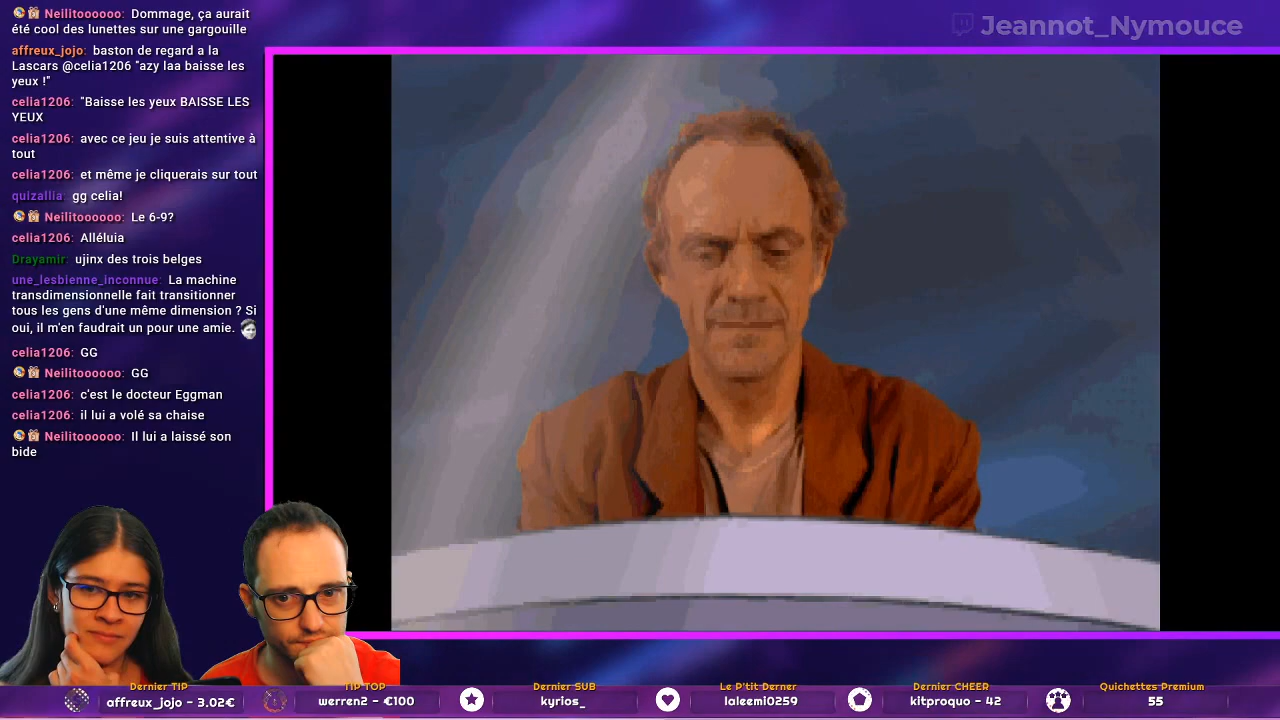 Neilitoooooo: Dommage, ça aurait
été cool des lunettes sur une gargouille
affreux_jojo: baston de regard a la
Lascars @celia1206 "azy laa baisse les
yeux !"
celia1206: "Baisse les yeux BAISSE LES
YEUX
celia1206: avec ce jeu je suis attentive à
tout
celia1206: et même je cliquerais sur tout
quizallia: gg celia!
Neilitoooooo: Le 6-9?
celia1206: Alléluia
Drayamir: ujinx des trois belges
une_lesbienne_inconnue: La machine
transdimensionnelle fait transitionner
tous les gens d'une même dimension ? Si
oui, il m'en faudrait un pour une amie.
celia1206: GG
Neilitoooooo: GG
celia1206: c'est le docteur Eggman
celia1206: il lui a volé sa chaise
Neilitoooooo: Il lui a laissé son
bide
Jeannot_Nymouce
Dernier TIP
affreux_jojo - 3.02€
TIP TOP
werren2 - €100
Dernier SUB
kyrios_
Le P'tit Derner
laleemi0259
Dernier CHEER
kitproquo - 42
Quichettes Premium
55